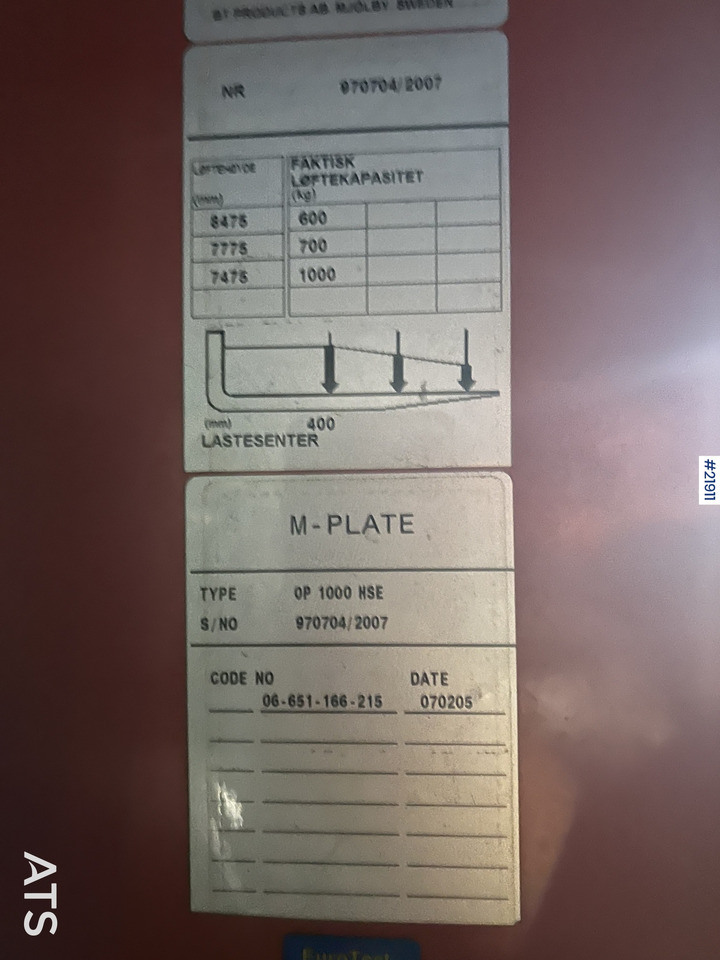 BT PRODUCTS AB MJÖLBY SWEDEN
NR 970704/2007
LØFTEHØYDE
(mm)
FAKTISK
LØFTEKAPASITET
(kg)
8475 600
7775 700
7475 1000
(mm) 400
LASTESENTER
M-PLATE
TYPE OP 1000 HSE
S/NO 970704/2007
CODE NO DATE
06-651-166-215 070205
#21911
ATS
EuroTest